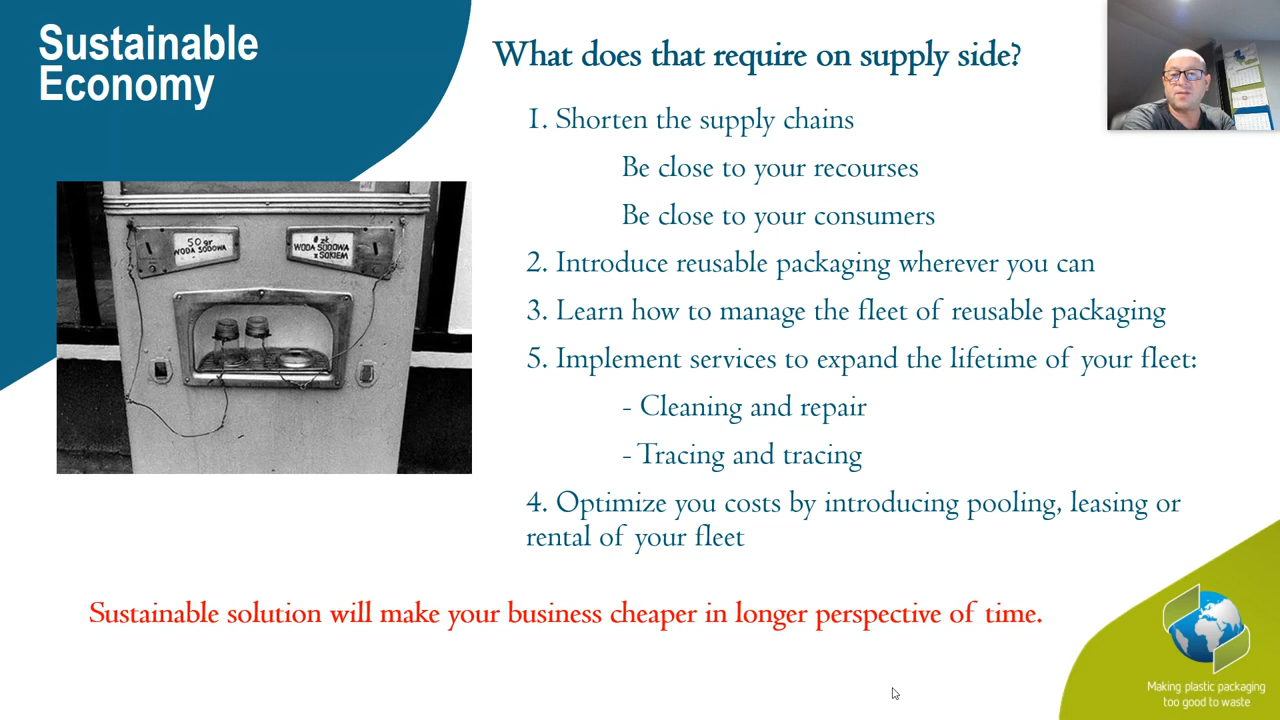 Sustainable
Economy
What does that require on supply side?
1. Shorten the supply chains
Be close to your recourses
Be close to your consumers
2. Introduce reusable packaging wherever you can
3. Learn how to manage the fleet of reusable packaging
5. Implement services to expand the lifetime of your fleet:
- Cleaning and repair
- Tracing and tracing
4. Optimize you costs by introducing pooling, leasing or
rental of your fleet
50 gr
WODA SODOWA
zł
WODA SODOWA
z SOKIEM
Sustainable solution will make your business cheaper in longer perspective of time.
Making plastic packaging
too good to waste